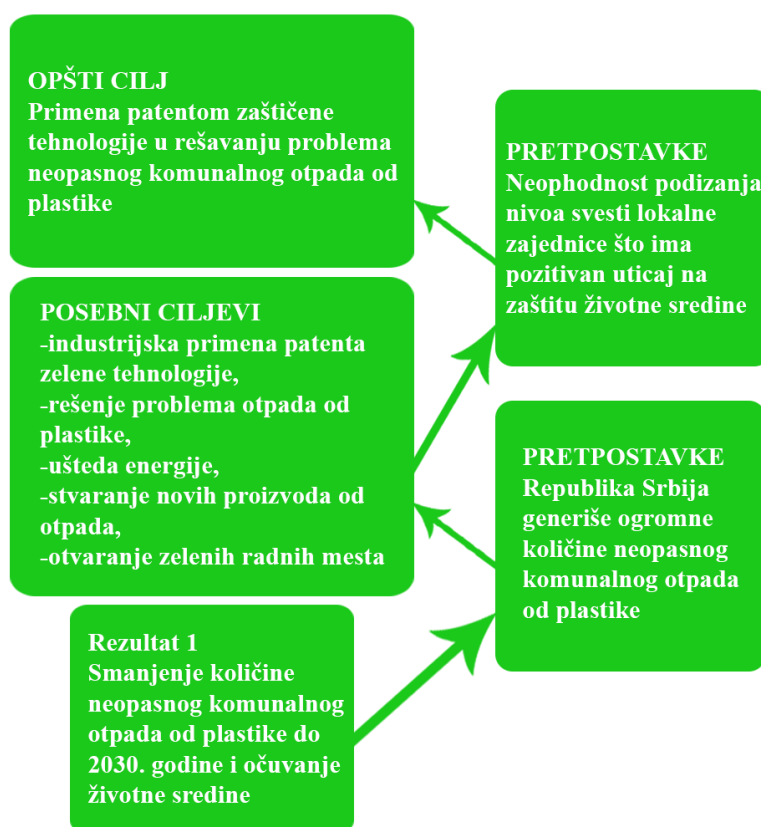 OPŠTI CILJ
Primena patentom zaštičene
tehnologije u rešavanju problema
neopasnog komunalnog otpada od
plastike
PRETPOSTAVKE
Neophodnost podizanja
nivoa svesti lokalne
zajednice što ima
pozitivan uticaj na
zaštitu životne sredine
POSEBNI CILJEVI
-industrijska primena patenta
zelene tehnologije,
-rešenje problema otpada od
plastike,
-ušteda energije,
-stvaranje novih proizvoda od
otpada,
-otvaranje zelenih radnih mesta
PRETPOSTAVKE
Republika Srbija
generiše ogromne
količine neopasnog
komunalnog otpada
od plastike
Rezultat 1
Smanjenje količine
neopasnog komunalnog
otpada od plastike do
2030. godine i očuvanje
životne sredine